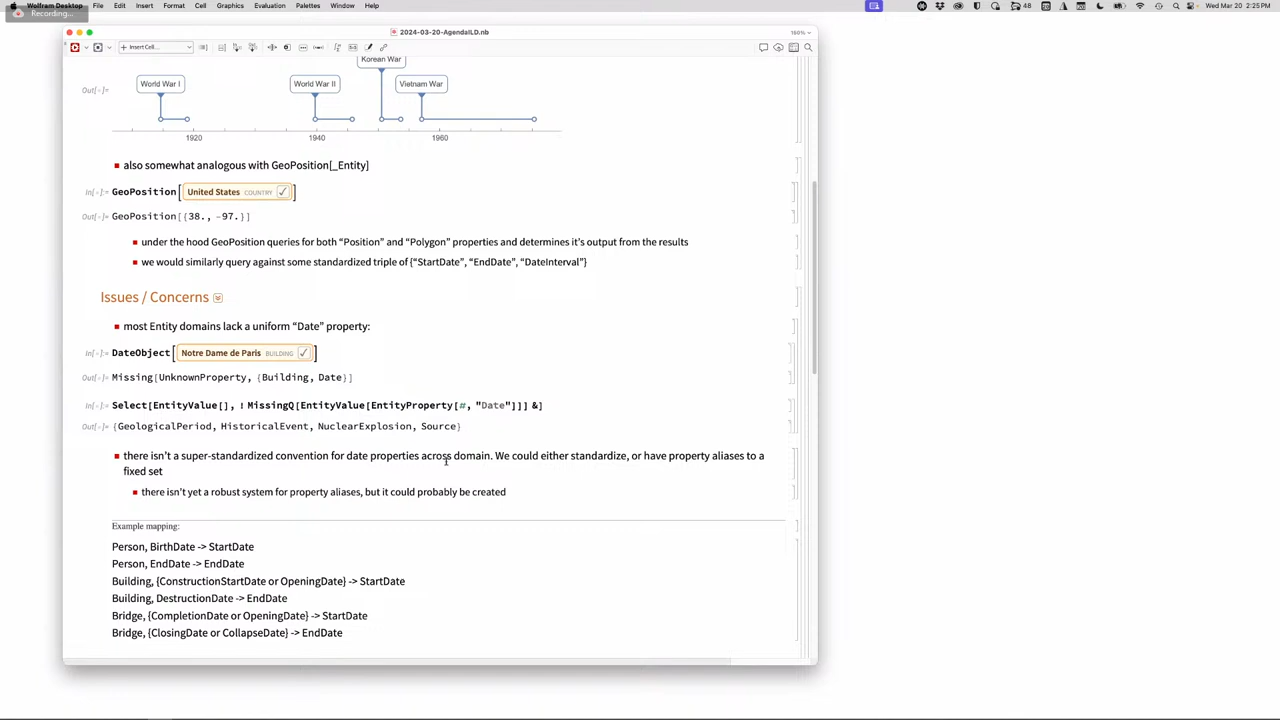 Wolfram Desktop File Edit Insert Format Cell Graphics Evaluation Palettes Window Help
48 Wed Mar 20 2:25 PM
Recording...
2024-03-20-AgendaILD.nb
Insert Cell...
Korean War
World War I World War II Vietnam War
Out[-]=
1920 1940 1960
also somewhat analogous with GeoPosition[_Entity]
In[-]:= GeoPosition[United States COUNTRY ✓]
Out[-]= GeoPosition[{38., -97.}]
under the hood GeoPosition queries for both “Position” and “Polygon” properties and determines it’s output from the results
we would similarly query against some standardized triple of {“StartDate”, “EndDate”, “DateInterval”}
Issues / Concerns
most Entity domains lack a uniform “Date” property:
In[-]:= DateObject[Notre Dame de Paris BUILDING ✓]
Out[-]= Missing[UnknownProperty, {Building, Date}]
In[-]:= Select[EntityValue[], ! MissingQ[EntityValue[EntityProperty[#, "Date"]]] &]
Out[-]= {GeologicalPeriod, HistoricalEvent, NuclearExplosion, Source}
there isn’t a super-standardized convention for date properties across domain. We could either standardize, or have property aliases to a
fixed set
there isn’t yet a robust system for property aliases, but it could probably be created
Example mapping:
Person, BirthDate -> StartDate
Person, EndDate -> EndDate
Building, {ConstructionStartDate or OpeningDate} -> StartDate
Building, DestructionDate -> EndDate
Bridge, {CompletionDate or OpeningDate} -> StartDate
Bridge, {ClosingDate or CollapseDate} -> EndDate